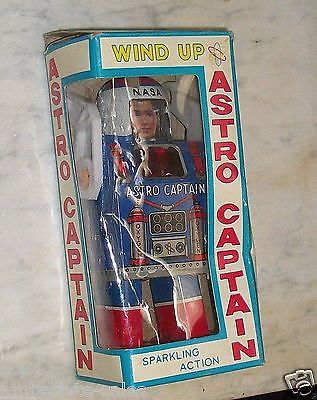 WIND UP
ASTRO CAPTAIN
ASTRO CAPTAIN
NASA
ASTRO CAPTAIN
SPARKLING
ACTION